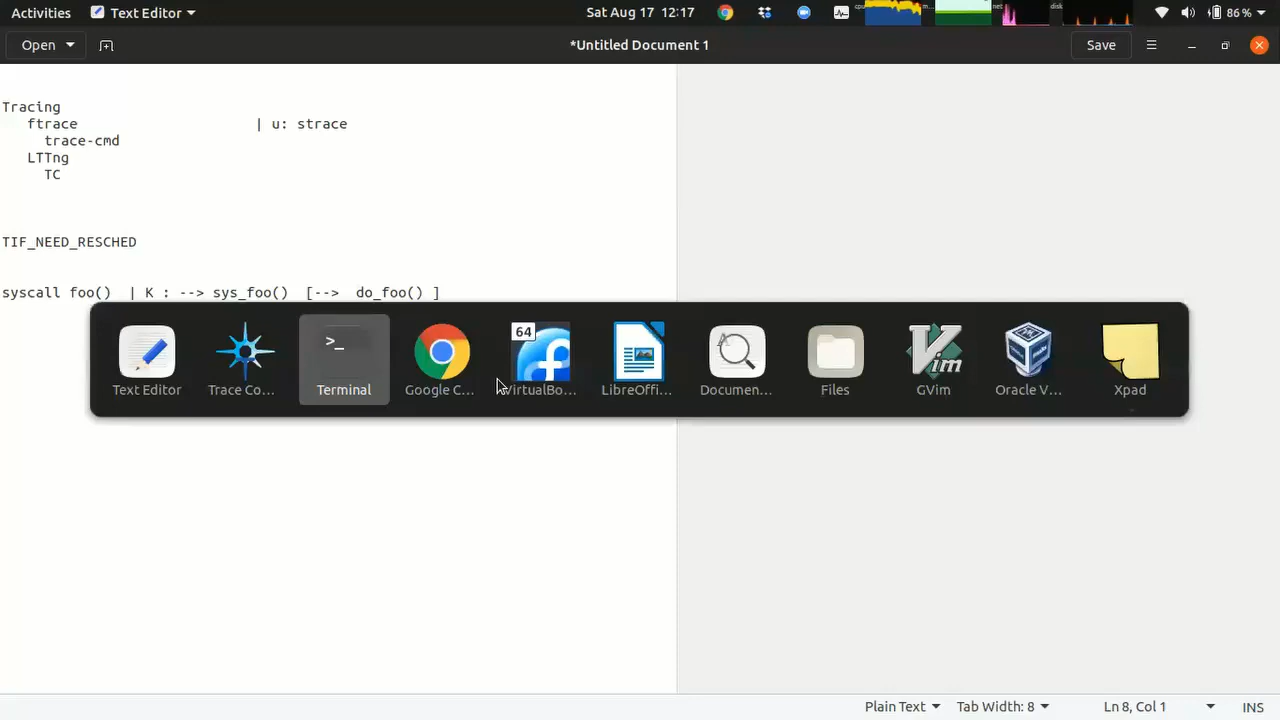 Activities Text Editor Sat Aug 17 12:17 86 %
Open *Untitled Document 1 Save
Tracing
ftrace | u: strace
trace-cmd
LTTng
TC
TIF_NEED_RESCHED
syscall foo() | K : --> sys_foo() [--> do_foo() ]
>_ 64
Text Editor Trace Co... Terminal Google C... VirtualBo... LibreOffi... Documen... Files GVim Oracle V... Xpad
Plain Text Tab Width: 8 Ln 8, Col 1 INS